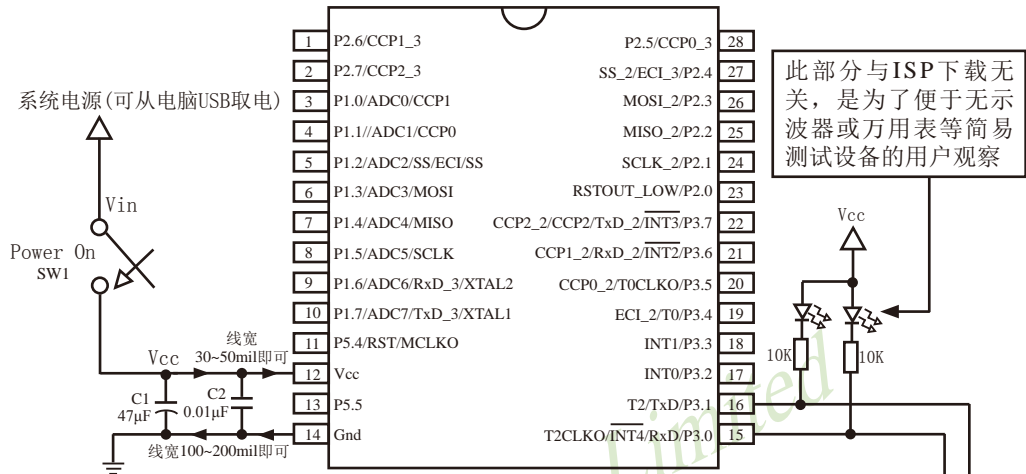 系统电源(可从电脑USB取电)
Vin
Power On
SW1
Vcc
线宽
30~50mil即可
C1
47μF
C2
0.01μF
线宽100~200mil即可
1 P2.6/CCP1_3
2 P2.7/CCP2_3
3 P1.0/ADC0/CCP1
4 P1.1//ADC1/CCP0
5 P1.2/ADC2/SS/ECI/SS
6 P1.3/ADC3/MOSI
7 P1.4/ADC4/MISO
8 P1.5/ADC5/SCLK
9 P1.6/ADC6/RxD_3/XTAL2
10 P1.7/ADC7/TxD_3/XTAL1
11 P5.4/RST/MCLKO
12 Vcc
13 P5.5
14 Gnd
P2.5/CCP0_3 28
SS_2/ECI_3/P2.4 27
MOSI_2/P2.3 26
MISO_2/P2.2 25
SCLK_2/P2.1 24
RSTOUT_LOW/P2.0 23
CCP2_2/CCP2/TxD_2/INT3/P3.7 22
CCP1_2/RxD_2/INT2/P3.6 21
CCP0_2/T0CLKO/P3.5 20
ECI_2/T0/P3.4 19
INT1/P3.3 18
INT0/P3.2 17
T2/TxD/P3.1 16
T2CLKO/INT4/RxD/P3.0 15
此部分与ISP下载无
关，是为了便于无示
波器或万用表等简易
测试设备的用户观察
Vcc
10K
10K
Limited